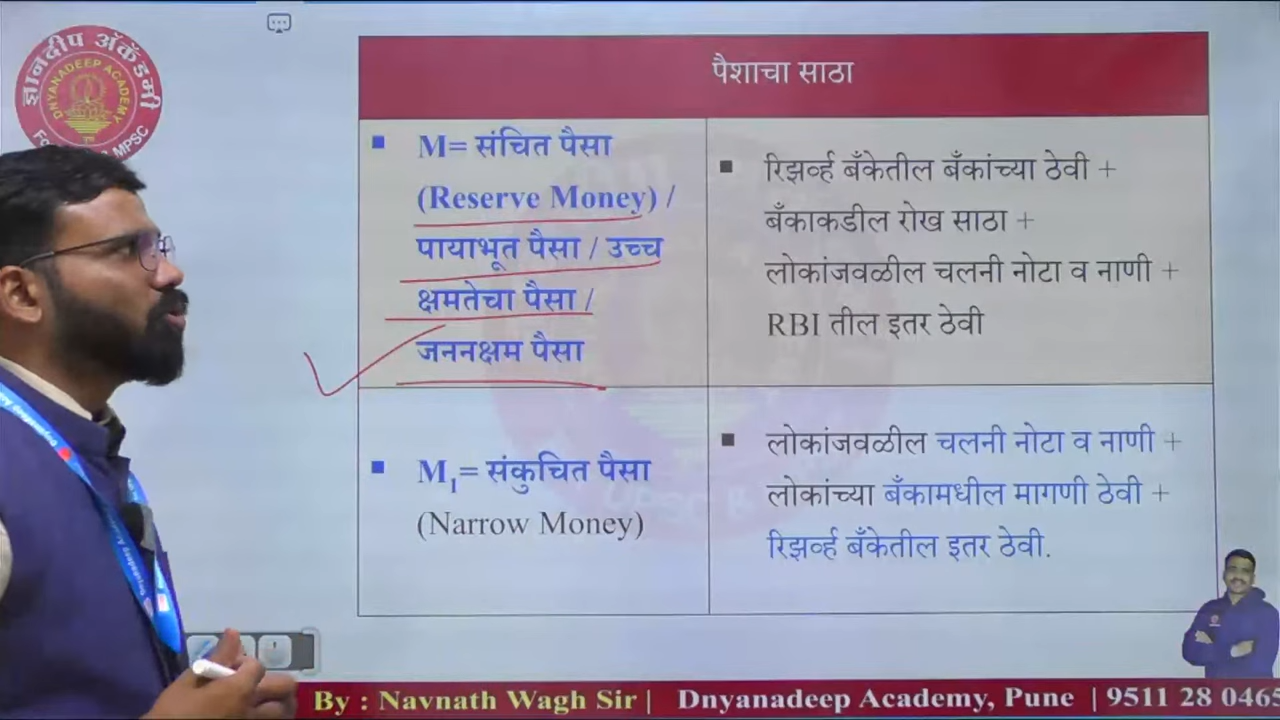 ज्ञानदीप अ‍ॅकॅडमी
DNYANADEEP ACADEMY
पैशाचा साठा
M= संचित पैसा
(Reserve Money) /
पायाभूत पैसा / उच्च
क्षमतेचा पैसा /
जननक्षम पैसा
रिझर्व्ह बँकेतील बँकांच्या ठेवी +
बँकाकडील रोख साठा +
लोकांजवळील चलनी नोटा व नाणी +
RBI तील इतर ठेवी
M1= संकुचित पैसा
(Narrow Money)
लोकांजवळील चलनी नोटा व नाणी +
लोकांच्या बँकामधील मागणी ठेवी +
रिझर्व्ह बँकेतील इतर ठेवी.
By : Navnath Wagh Sir | Dnyanadeep Academy, Pune | 9511 28 0465